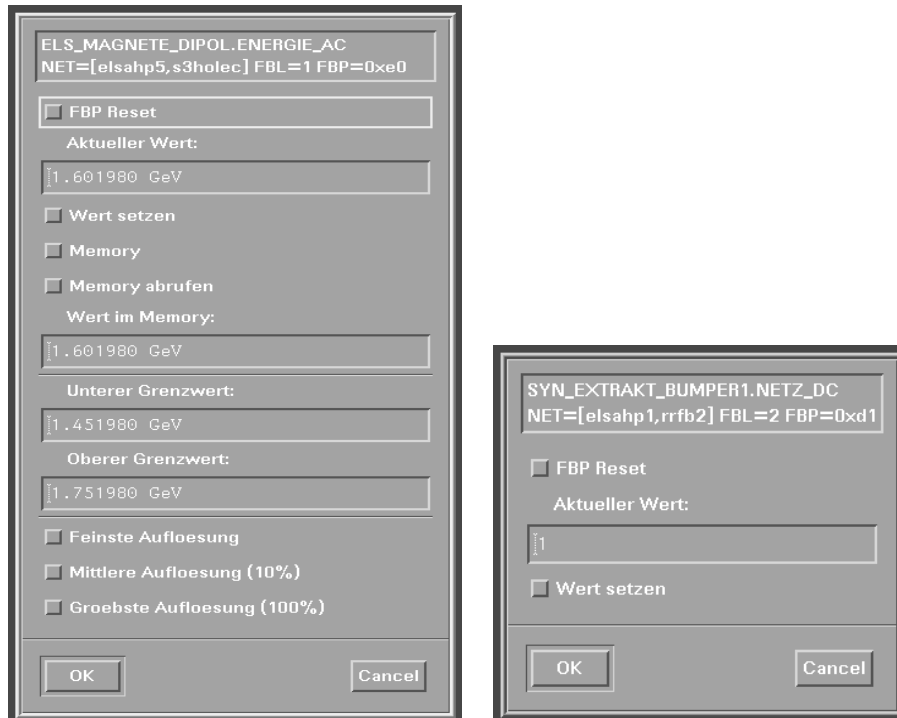 ELS_MAGNETE_DIPOL.ENERGIE_AC
NET=[elsahp5,s3holec] FBL=1 FBP=0xe0
FBP Reset
Aktueller Wert:
1.601980 GeV
Wert setzen
Memory
Memory abrufen
Wert im Memory:
1.601980 GeV
Unterer Grenzwert:
1.451980 GeV
Oberer Grenzwert:
1.751980 GeV
Feinste Aufloesung
Mittlere Aufloesung (10%)
Groebste Aufloesung (100%)
OK
Cancel
SYN_EXTRAKT_BUMPER1.NETZ_DC
NET=[elsahp1,rrfb2] FBL=2 FBP=0xd1
FBP Reset
Aktueller Wert:
1
Wert setzen
OK
Cancel